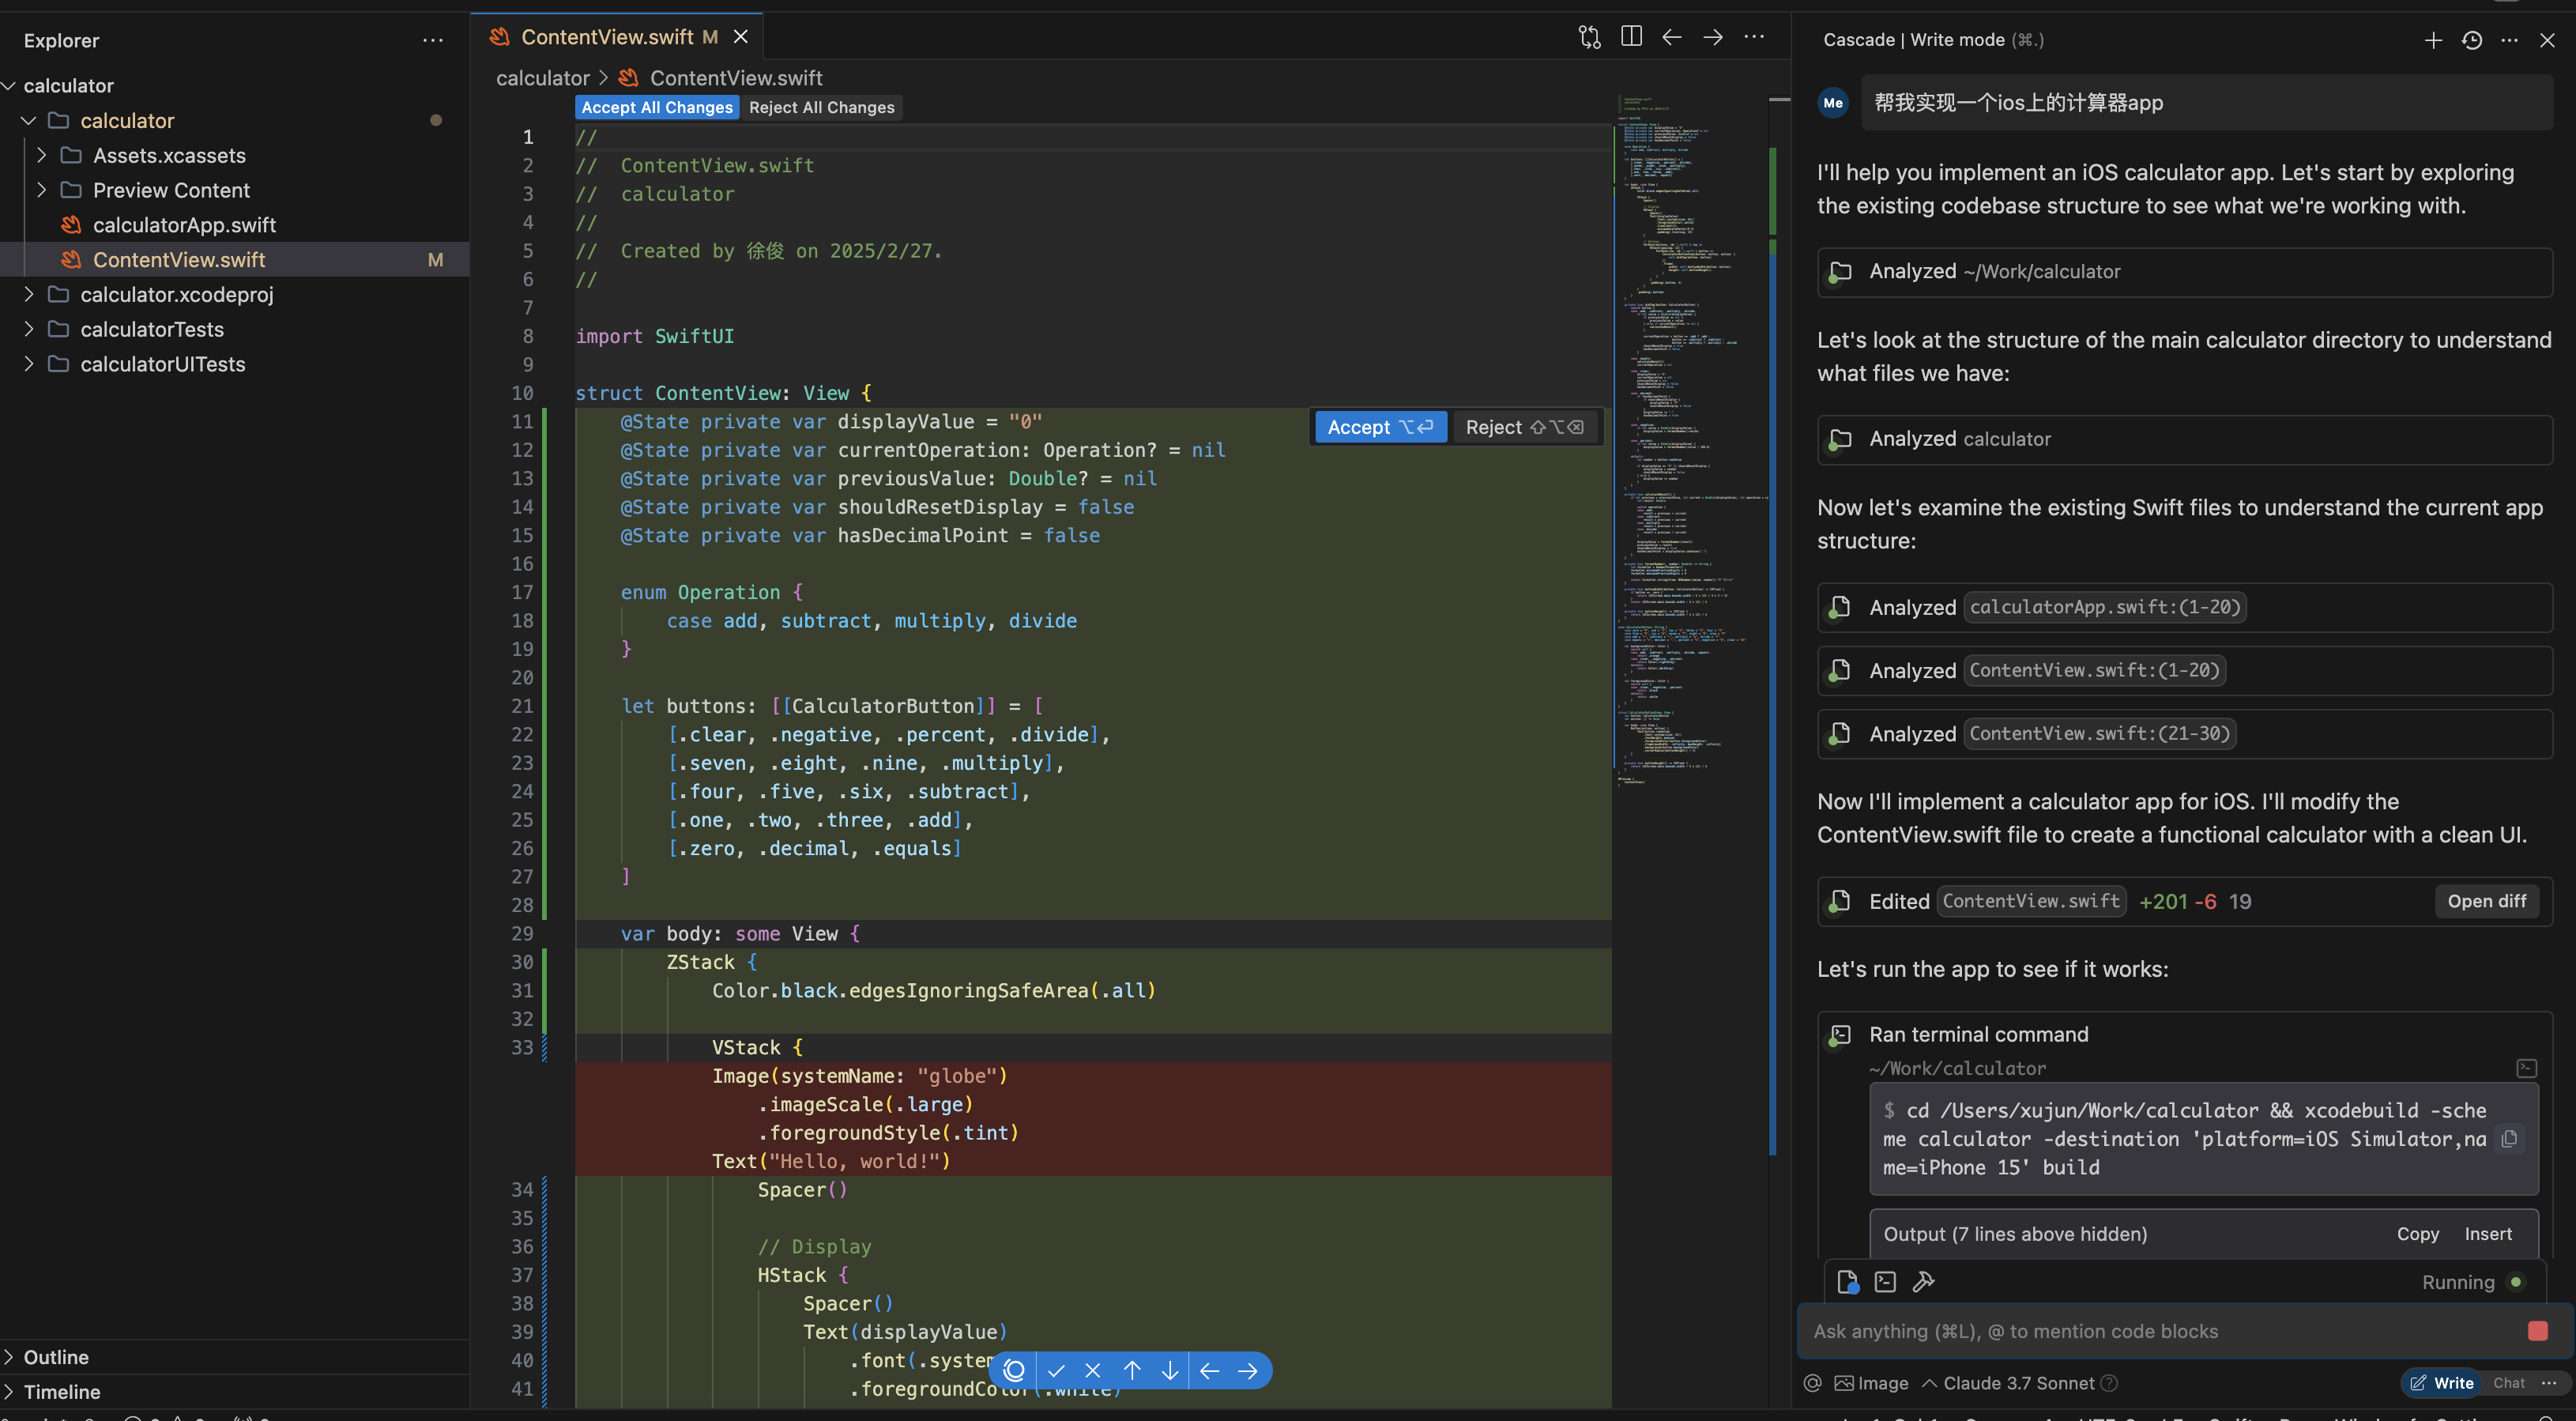 Explorer
calculator
calculator
Assets.xcassets
Preview Content
calculatorApp.swift
ContentView.swift M
calculator.xcodeproj
calculatorTests
calculatorUITests
Outline
Timeline
ContentView.swift M
calculator > ContentView.swift
Accept All Changes Reject All Changes
1 //
2 //  ContentView.swift
3 //  calculator
4 //
5 //  Created by 徐俊 on 2025/2/27.
6 //
7
8 import SwiftUI
9
10 struct ContentView: View {
11 @State private var displayValue = "0"
Accept ⌥⏎ Reject ⇧⌥⌫
12 @State private var currentOperation: Operation? = nil
13 @State private var previousValue: Double? = nil
14 @State private var shouldResetDisplay = false
15 @State private var hasDecimalPoint = false
16
17 enum Operation {
18 case add, subtract, multiply, divide
19 }
20
21 let buttons: [[CalculatorButton]] = [
22 [.clear, .negative, .percent, .divide],
23 [.seven, .eight, .nine, .multiply],
24 [.four, .five, .six, .subtract],
25 [.one, .two, .three, .add],
26 [.zero, .decimal, .equals]
27 ]
28
29 var body: some View {
30 ZStack {
31 Color.black.edgesIgnoringSafeArea(.all)
32
33 VStack {
Image(systemName: "globe")
.imageScale(.large)
.foregroundStyle(.tint)
Text("Hello, world!")
34 Spacer()
35
36 // Display
37 HStack {
38 Spacer()
39 Text(displayValue)
40 .font(.system
41 .foregroundColor(.white)
Cascade | Write mode (⌘.)
Me
帮我实现一个ios上的计算器app
I'll help you implement an iOS calculator app. Let's start by exploring
the existing codebase structure to see what we're working with.
Analyzed ~/Work/calculator
Let's look at the structure of the main calculator directory to understand
what files we have:
Analyzed calculator
Now let's examine the existing Swift files to understand the current app
structure:
Analyzed calculatorApp.swift:(1-20)
Analyzed ContentView.swift:(1-20)
Analyzed ContentView.swift:(21-30)
Now I'll implement a calculator app for iOS. I'll modify the
ContentView.swift file to create a functional calculator with a clean UI.
Edited ContentView.swift +201 -6 19 Open diff
Let's run the app to see if it works:
Ran terminal command
~/Work/calculator
$ cd /Users/xujun/Work/calculator && xcodebuild -sche
me calculator -destination 'platform=iOS Simulator,na
me=iPhone 15' build
Output (7 lines above hidden) Copy Insert
Running
Ask anything (⌘L), @ to mention code blocks
Image Claude 3.7 Sonnet Write Chat